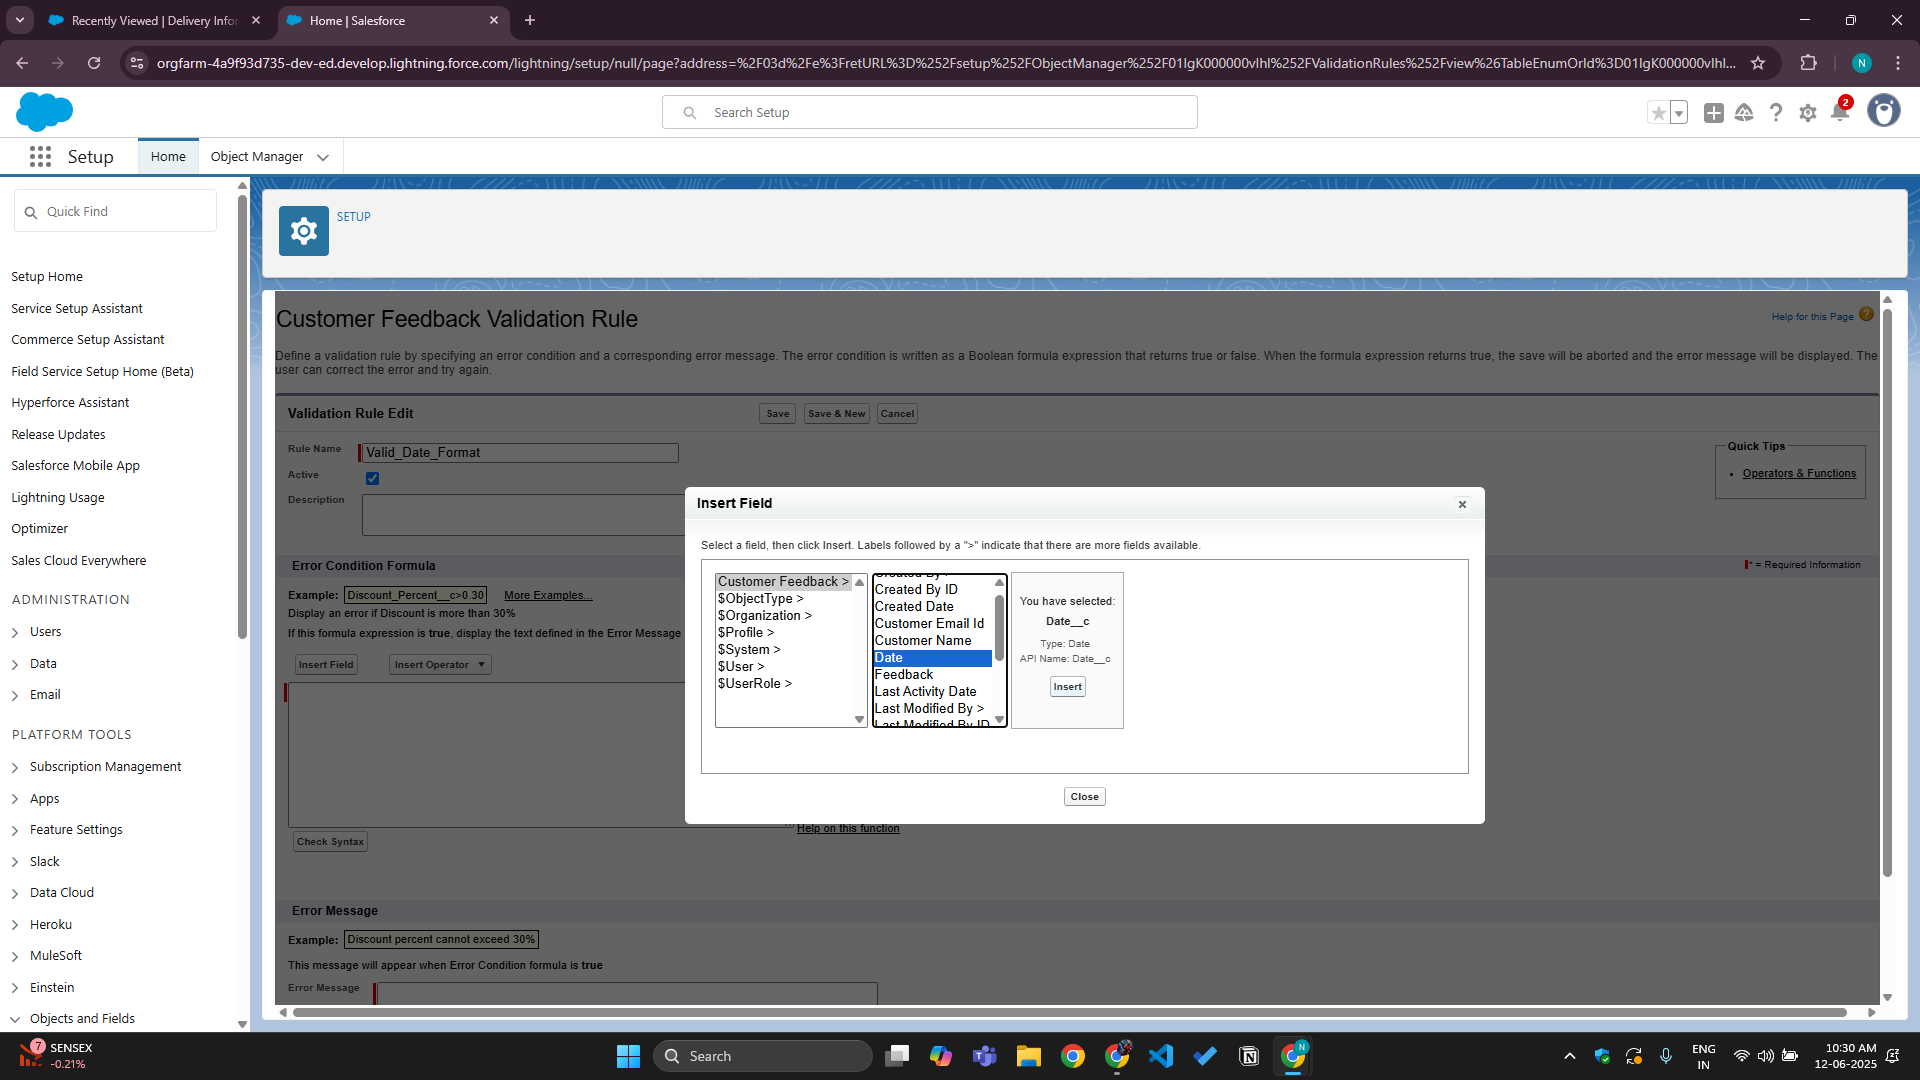 Recently Viewed | Delivery Infor
Home | Salesforce
orgfarm-4a9f93d735-dev-ed.develop.lightning.force.com/lightning/setup/null/page?address=%2F03d%2Fe%3FretURL%3D%252Fsetup%252FObjectManager%252F01IgK000000vIhl%252FValidationRules%252Fview%26TableEnumOrId%3D01IgK000000vIhl...
N
Search Setup
2
Setup
Home
Object Manager
Quick Find
SETUP
Setup Home
Service Setup Assistant
Commerce Setup Assistant
Field Service Setup Home (Beta)
Hyperforce Assistant
Release Updates
Salesforce Mobile App
Lightning Usage
Optimizer
Sales Cloud Everywhere
ADMINISTRATION
Users
Data
Email
PLATFORM TOOLS
Subscription Management
Apps
Feature Settings
Slack
Data Cloud
Heroku
MuleSoft
Einstein
Objects and Fields
Customer Feedback Validation Rule
Help for this Page
Define a validation rule by specifying an error condition and a corresponding error message. The error condition is written as a Boolean formula expression that returns true or false. When the formula expression returns true, the save will be aborted and the error message will be displayed. The
user can correct the error and try again.
Validation Rule Edit
Save
Save & New
Cancel
Rule Name
Valid_Date_Format
Active
Description
Quick Tips
• Operators & Functions
Error Condition Formula
= Required Information
Example: Discount_Percent__c>0.30 More Examples...
Display an error if Discount is more than 30%
If this formula expression is true, display the text defined in the Error Message
Insert Field
Insert Operator
Help on this function
Check Syntax
Error Message
Example: Discount percent cannot exceed 30%
This message will appear when Error Condition formula is true
Error Message
Insert Field
Select a field, then click Insert. Labels followed by a ">" indicate that there are more fields available.
Customer Feedback >
$ObjectType >
$Organization >
$Profile >
$System >
$User >
$UserRole >
Created By >
Created By ID
Created Date
Customer Email Id
Customer Name
Date
Feedback
Last Activity Date
Last Modified By >
Last Modified By ID
You have selected:
Date__c
Type: Date
API Name: Date__c
Insert
Close
7
SENSEX
-0.21%
Search
N
ENG
IN
10:30 AM
12-06-2025